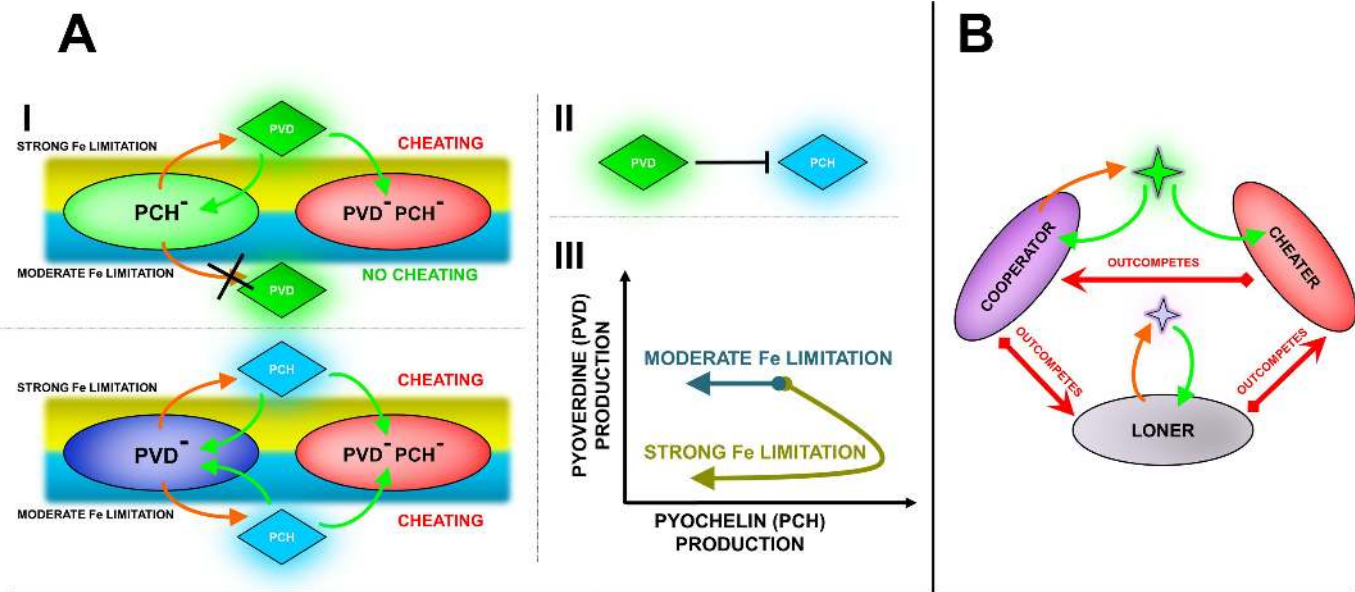 A
I
STRONG Fe LIMITATION
PVD
CHEATING
PCH-
PVD-PCH-
MODERATE Fe LIMITATION
PVD
NO CHEATING
STRONG Fe LIMITATION
PCH
CHEATING
PVD-
PVD-PCH-
MODERATE Fe LIMITATION
PCH
CHEATING
II
PVD
PCH
III
PYOVERDINE (PVD)
PRODUCTION
MODERATE Fe LIMITATION
STRONG Fe LIMITATION
PYOCHELIN (PCH)
PRODUCTION
B
COOPERATOR
CHEATER
OUTCOMPETES
OUTCOMPETES
OUTCOMPETES
LONER